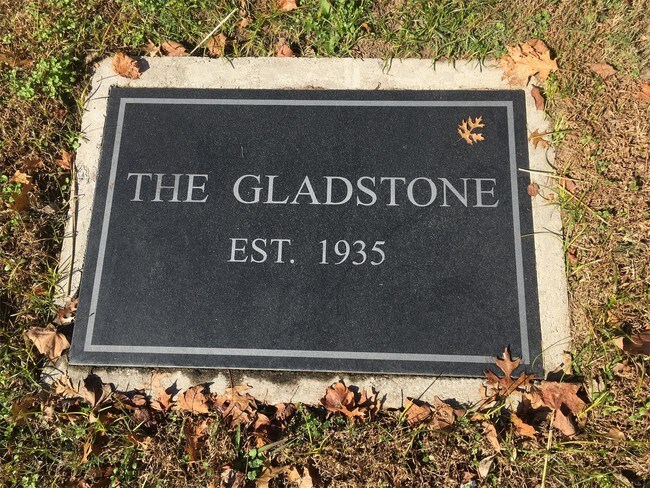 THE GLADSTONE
EST. 1935